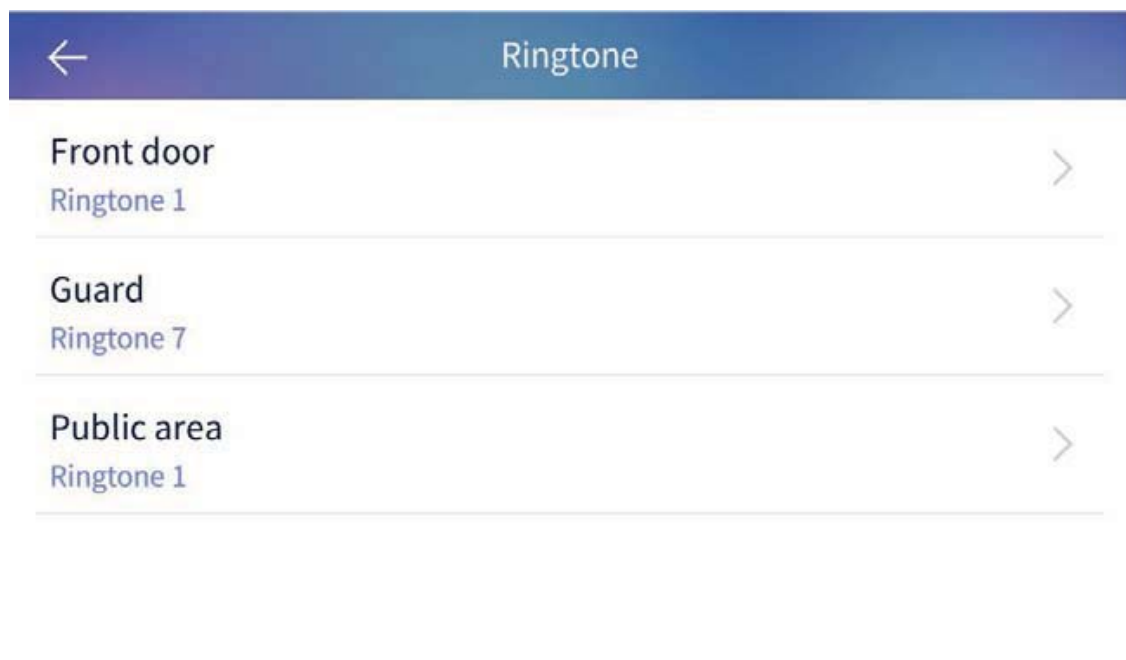 Ringtone
Front door
Ringtone 1
Guard
Ringtone 7
Public area
Ringtone 1